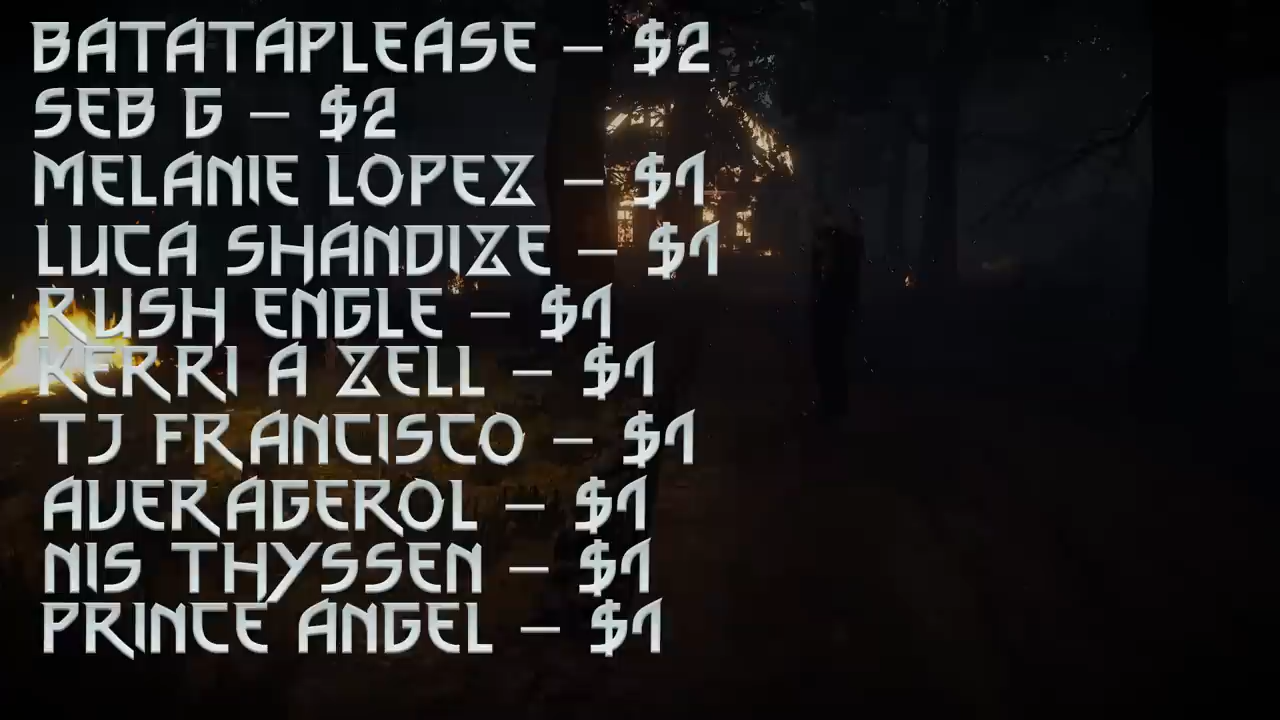 BATATAPLEASE – $2
SEB G – $2
MELANIE LOPEZ – $1
LUCA SHANDIZE – $1
RUSH ENGLE – $1
KERRI A ZELL – $1
TJ FRANCISCO – $1
AVERAGEROL – $1
NIS THYSSEN – $1
PRINCE ANGEL – $1